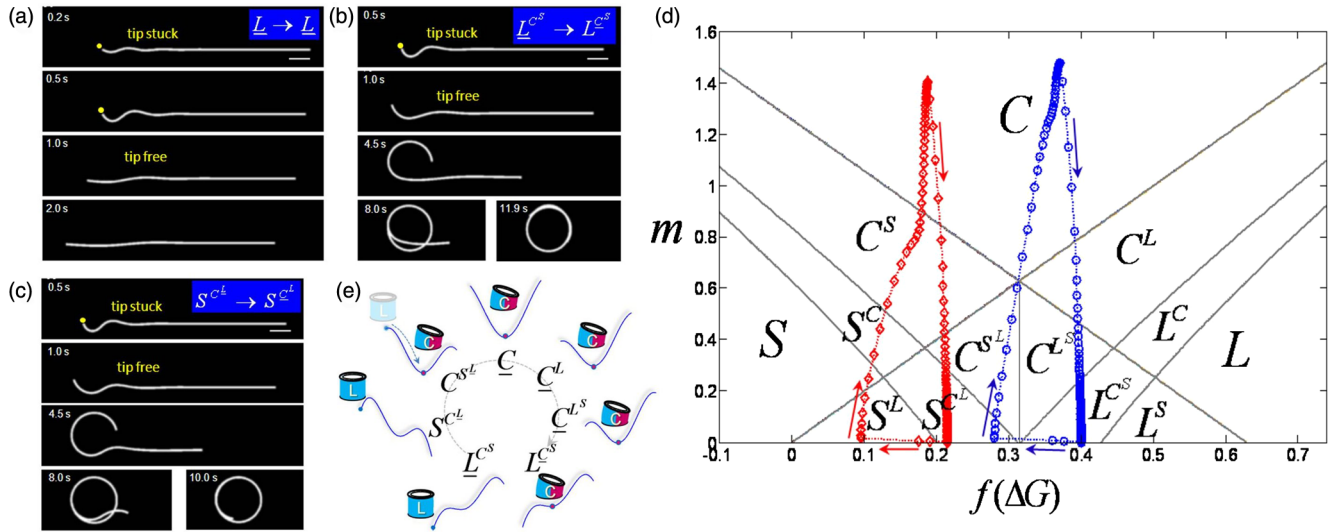 (a)
0.2 s
tip stuck
L → L
0.5 s
tip free
1.0 s
2.0 s
(b)
0.5 s
tip stuck
L^{C^S} → L^{C^S}
1.0 s
tip free
4.5 s
8.0 s
11.9 s
(c)
0.5 s
tip stuck
S^{C^L} → S^{C^L}
1.0 s
tip free
4.5 s
8.0 s
10.0 s
(e)
L
C
C
C
C
C
L
L
C
C^{S^L}
C^L
S^{C^L}
C^{L^S}
L^{C^S}
L^{C^S}
(d)
1.6
1.4
1.2
1
0.8
0.6
0.4
0.2
0
m
C
C^S
C^L
S
S^C
C^{S^L}
C^{L^S}
L^C
L
S^L
S^{C^L}
L^{C^S}
L^S
-0.1
0
0.1
0.2
0.3
0.4
0.5
0.6
0.7
f(ΔG)